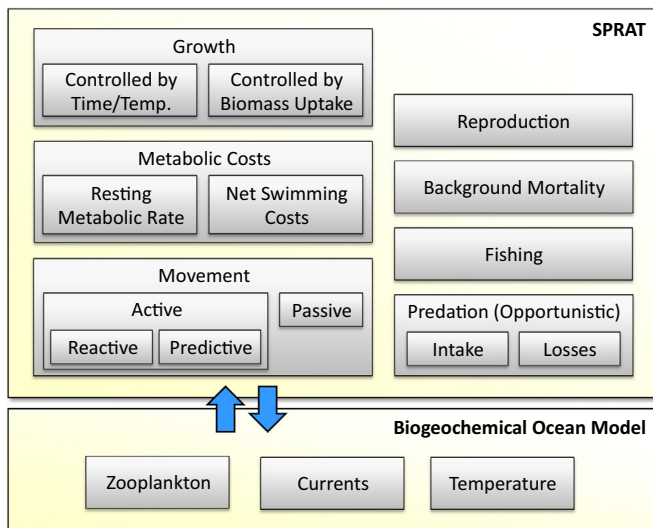 SPRAT
Growth
Controlled by
Time/Temp.
Controlled by
Biomass Uptake
Metabolic Costs
Resting
Metabolic Rate
Net Swimming
Costs
Movement
Active
Reactive
Predictive
Passive
Reproduction
Background Mortality
Fishing
Predation (Opportunistic)
Intake
Losses
Biogeochemical Ocean Model
Zooplankton
Currents
Temperature